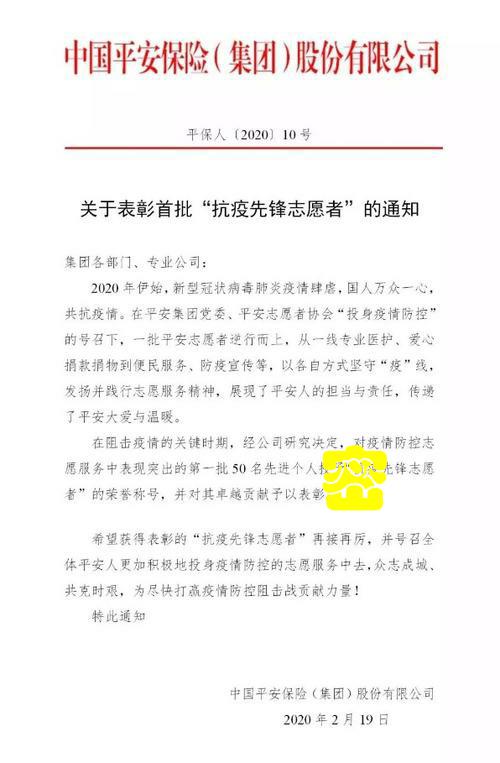 中国平安保险(集团)股份有限公司
平保人〔2020〕10号
关于表彰首批“抗疫先锋志愿者”的通知
集团各部门、专业公司：
2020年伊始，新型冠状病毒肺炎疫情肆虐，国人万众一心，
共抗疫情。在平安集团党委、平安志愿者协会“投身疫情防控”
的号召下，一批平安志愿者逆行而上，从一线专业医护、爱心
捐款捐物到便民服务、防疫宣传等，以各自方式坚守“疫”线，
发扬并践行志愿服务精神，展现了平安人的担当与责任，传递
了平安大爱与温暖。
在阻击疫情的关键时期，经公司研究决定，对疫情防控志
愿服务中表现突出的第一批50名先进个人授予 先锋志愿
者”的荣誉称号，并对其卓越贡献予以表彰
希望获得表彰的“抗疫先锋志愿者”再接再厉，并号召全
体平安人更加积极地投身疫情防控的志愿服务中去，众志成城、
共克时艰，为尽快打赢疫情防控阻击战贡献力量！
特此通知
中国平安保险（集团）股份有限公司
2020年2月19日